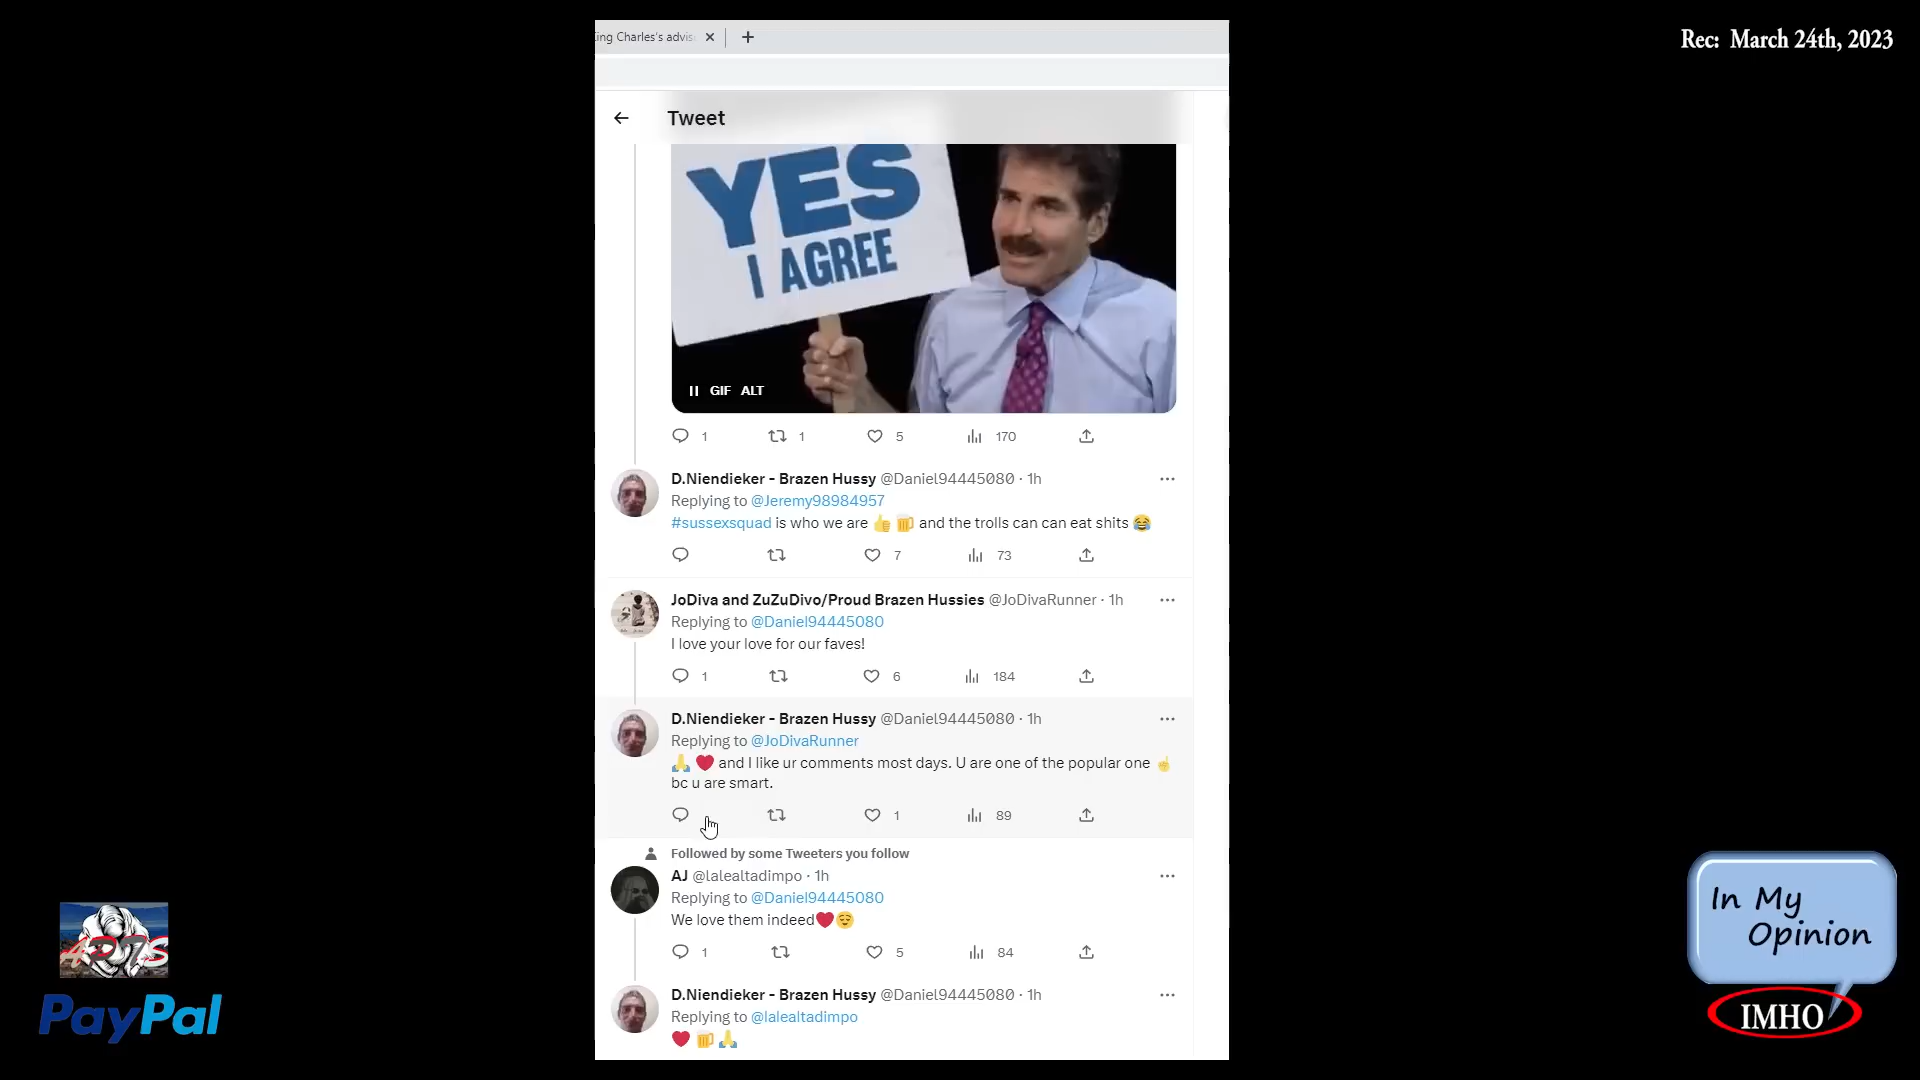 Rec: March 24th, 2023
King Charles's advis
Tweet
YES
I AGREE
GIF ALT
1 1 5 170
D.Niendieker - Brazen Hussy @Daniel94445080 · 1h
Replying to @Jeremy98984957
#sussexsquad is who we are 👍 🍺 and the trolls can can eat shits 😂
7 73
JoDiva and ZuZuDivo/Proud Brazen Hussies @JoDivaRunner · 1h
Replying to @Daniel94445080
I love your love for our faves!
1 6 184
D.Niendieker - Brazen Hussy @Daniel94445080 · 1h
Replying to @JoDivaRunner
🙏 ❤️ and I like ur comments most days. U are one of the popular one ☝️
bc u are smart.
1 89
Followed by some Tweeters you follow
AJ @lalealtadimpo · 1h
Replying to @Daniel94445080
We love them indeed❤️😌
1 5 84
D.Niendieker - Brazen Hussy @Daniel94445080 · 1h
Replying to @lalealtadimpo
❤️ 🍺 🙏
PayPal
In My
Opinion
IMHO